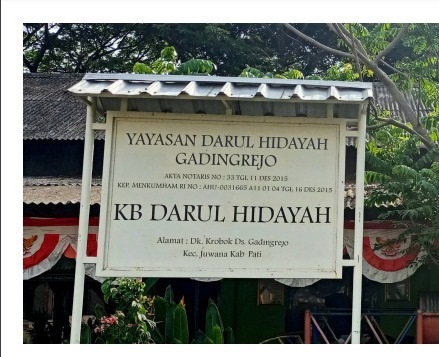 YAYASAN DARUL HIDAYAH
GADINGREJO
AKTA NOTARIS NO : 33 TGL 11 DES 2015
KEP. MENKUMHAM RI NO : AHU-0031665 A11 01 04 TGL 16 DES 2015
KB DARUL HIDAYAH
Alamat : Dk. Krobok Ds. Gadingrejo
Kec. Juwana Kab Pati